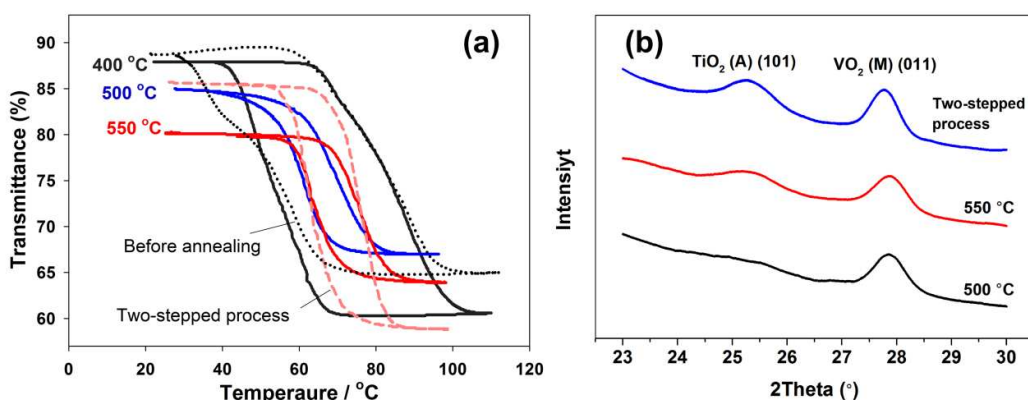 (a)
90
85
80
75
70
65
60
Transmittance (%)
400 °C
500 °C
550 °C
Before annealing
Two-stepped process
0 20 40 60 80 100 120
Temperaure / °C
(b)
TiO₂ (A) (101) VO₂ (M) (011)
Two-stepped
process
550 °C
500 °C
Intensiyt
23 24 25 26 27 28 29 30
2Theta (°)